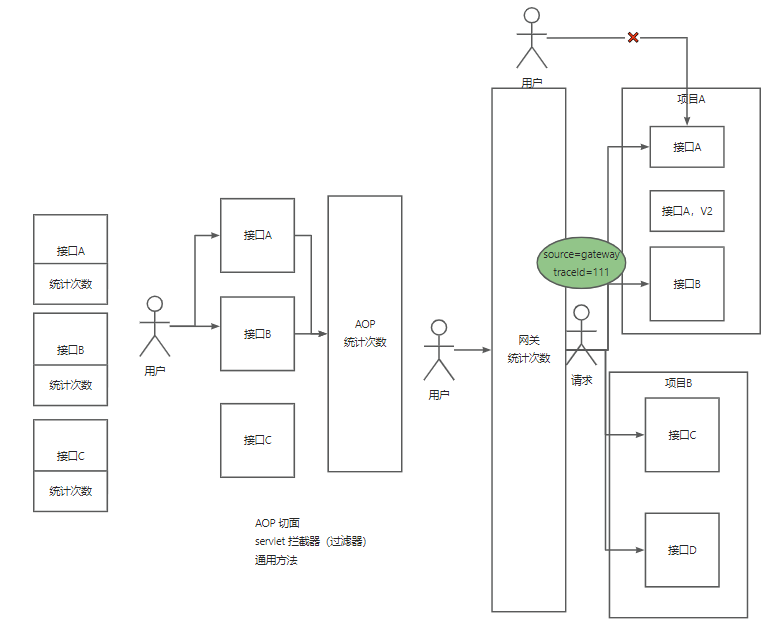 接口A
统计次数
接口B
统计次数
接口C
统计次数
用户
接口A
接口B
接口C
AOP
统计次数
AOP 切面
servlet 拦截器（过滤器）
通用方法
用户
用户
网关
统计次数
source=gateway
traceId=111
请求
项目A
接口A
接口A，V2
接口B
项目B
接口C
接口D